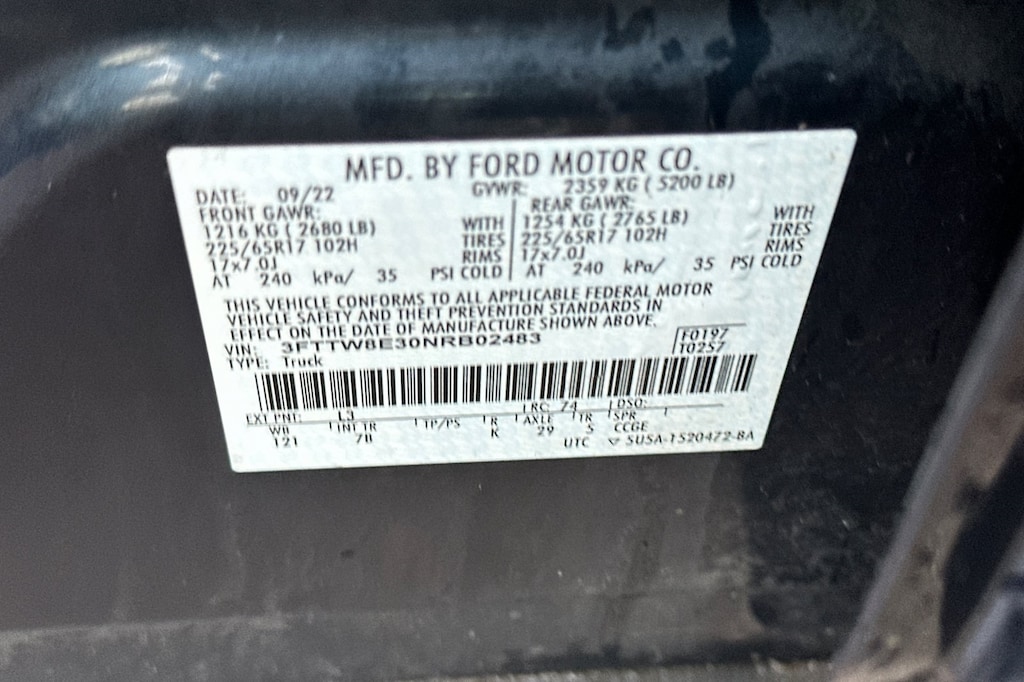 MFD. BY FORD MOTOR CO.
DATE: 09/22 GVWR: 2359 KG ( 5200 LB)
FRONT GAWR: REAR GAWR:
1216 KG ( 2680 LB) WITH 1254 KG ( 2765 LB) WITH
225/65R17 102H TIRES 225/65R17 102H TIRES
17x7.0J RIMS 17x7.0J RIMS
AT 240 kPa/ 35 PSI COLD AT 240 kPa/ 35 PSI COLD
THIS VEHICLE CONFORMS TO ALL APPLICABLE FEDERAL MOTOR
VEHICLE SAFETY AND THEFT PREVENTION STANDARDS IN
EFFECT ON THE DATE OF MANUFACTURE SHOWN ABOVE.
VIN: 3FTTW8E30NRB02483 F0197
TYPE: Truck T0257
EXT PNT: L3 RC: 74 DSO:
WB INT TR TP/PS R AXLE TR SPR
121 7B K 29 5 CCGE
UTC ▽ 5USA-1520472-BA